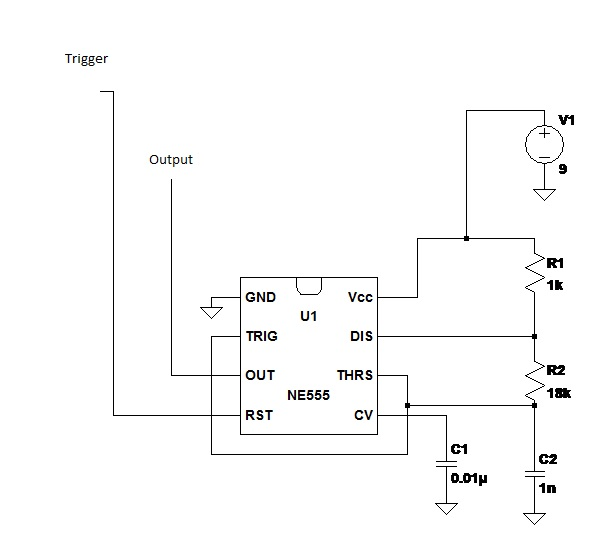 Trigger
Output
V1
9
R1
1k
GND
Vcc
U1
TRIG
DIS
OUT
THRS
R2
18k
NE555
RST
CV
C1
0.01µ
C2
1n